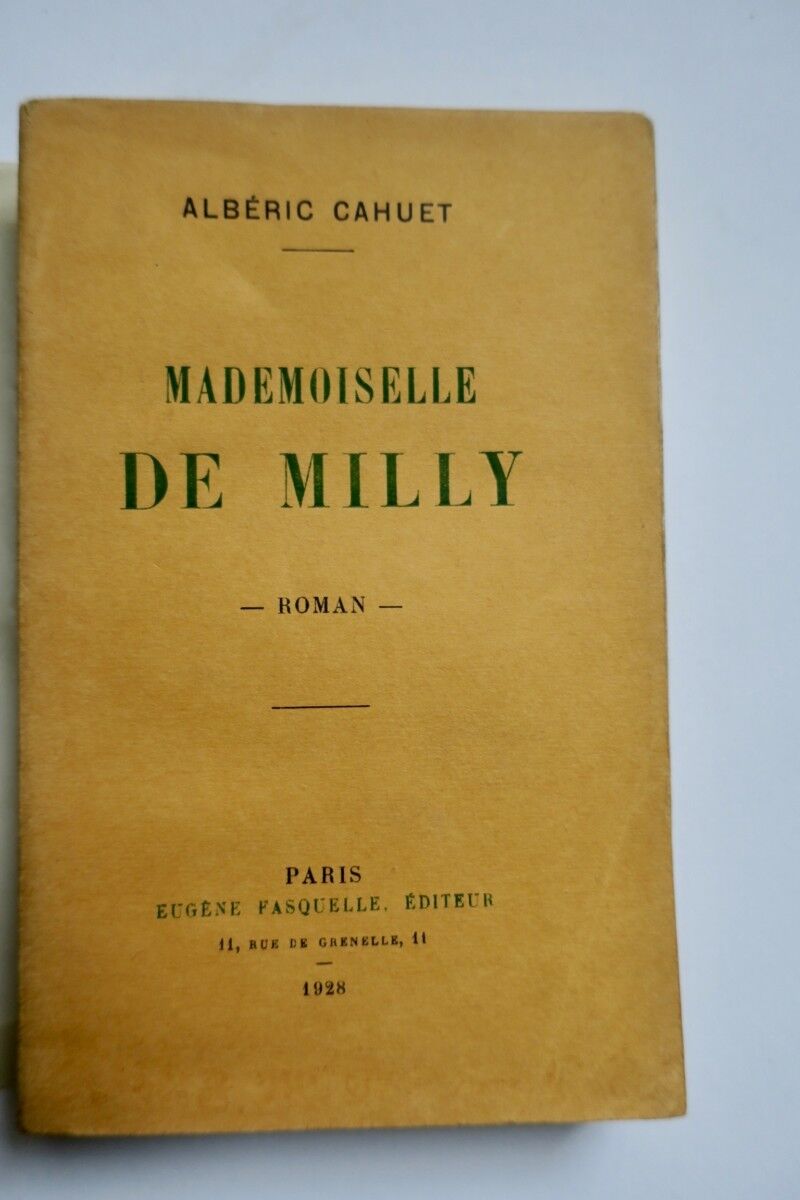 ALBÉRIC CAHUET
MADEMOISELLE
DE MILLY
— ROMAN —
PARIS
EUGÈNE FASQUELLE, ÉDITEUR
11, RUE DE GRENELLE, 11
1928